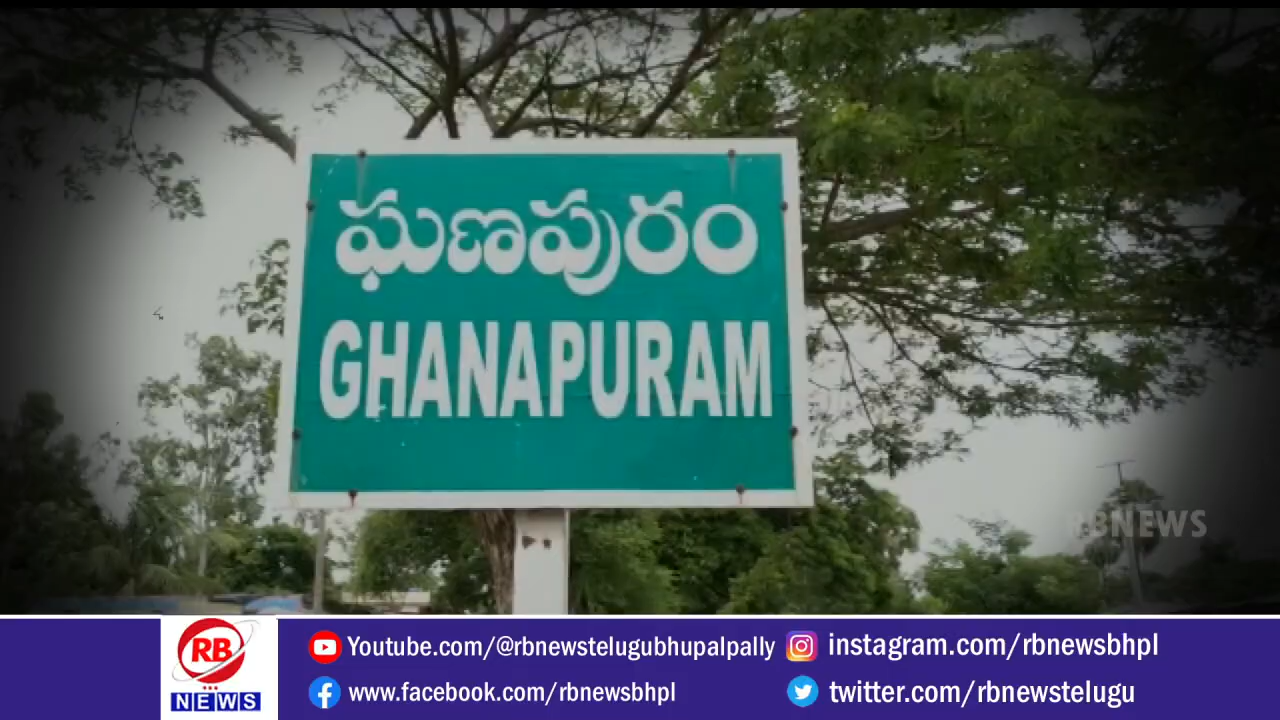 ఘణపురం
GHANAPURAM
RBNEWS
RB
NEWS
Youtube.com/@rbnewstelugubhupalpally
instagram.com/rbnewsbhpl
www.facebook.com/rbnewsbhpl
twitter.com/rbnewstelugu